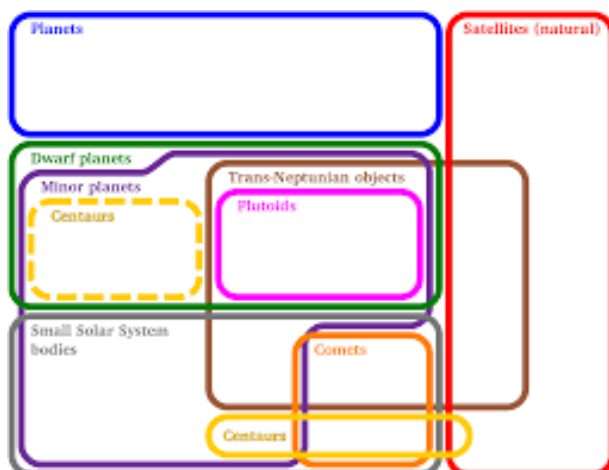 Planets
Satellites (natural)
Dwarf planets
Minor planets
Trans-Neptunian objects
Centaurs
Plutoids
Small Solar System
bodies
Comets
Centaurs